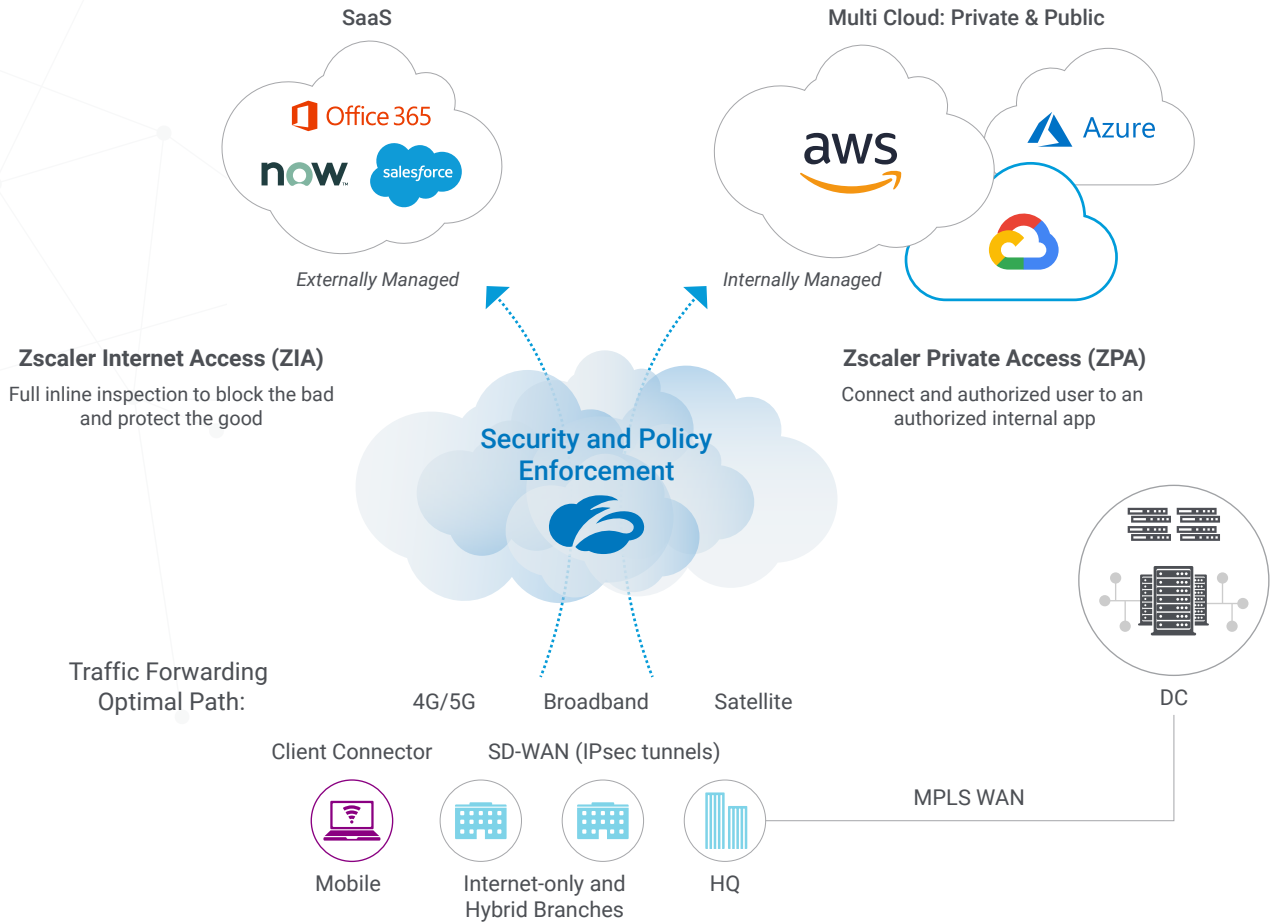 SaaS
Multi Cloud: Private & Public
Office 365
now™
salesforce
aws
Azure
Externally Managed
Internally Managed
Zscaler Internet Access (ZIA)
Full inline inspection to block the bad
and protect the good
Zscaler Private Access (ZPA)
Connect and authorized user to an
authorized internal app
Security and Policy
Enforcement
Traffic Forwarding
Optimal Path:
4G/5G
Broadband
Satellite
DC
Client Connector
SD-WAN (IPsec tunnels)
MPLS WAN
Mobile
Internet-only and
Hybrid Branches
HQ